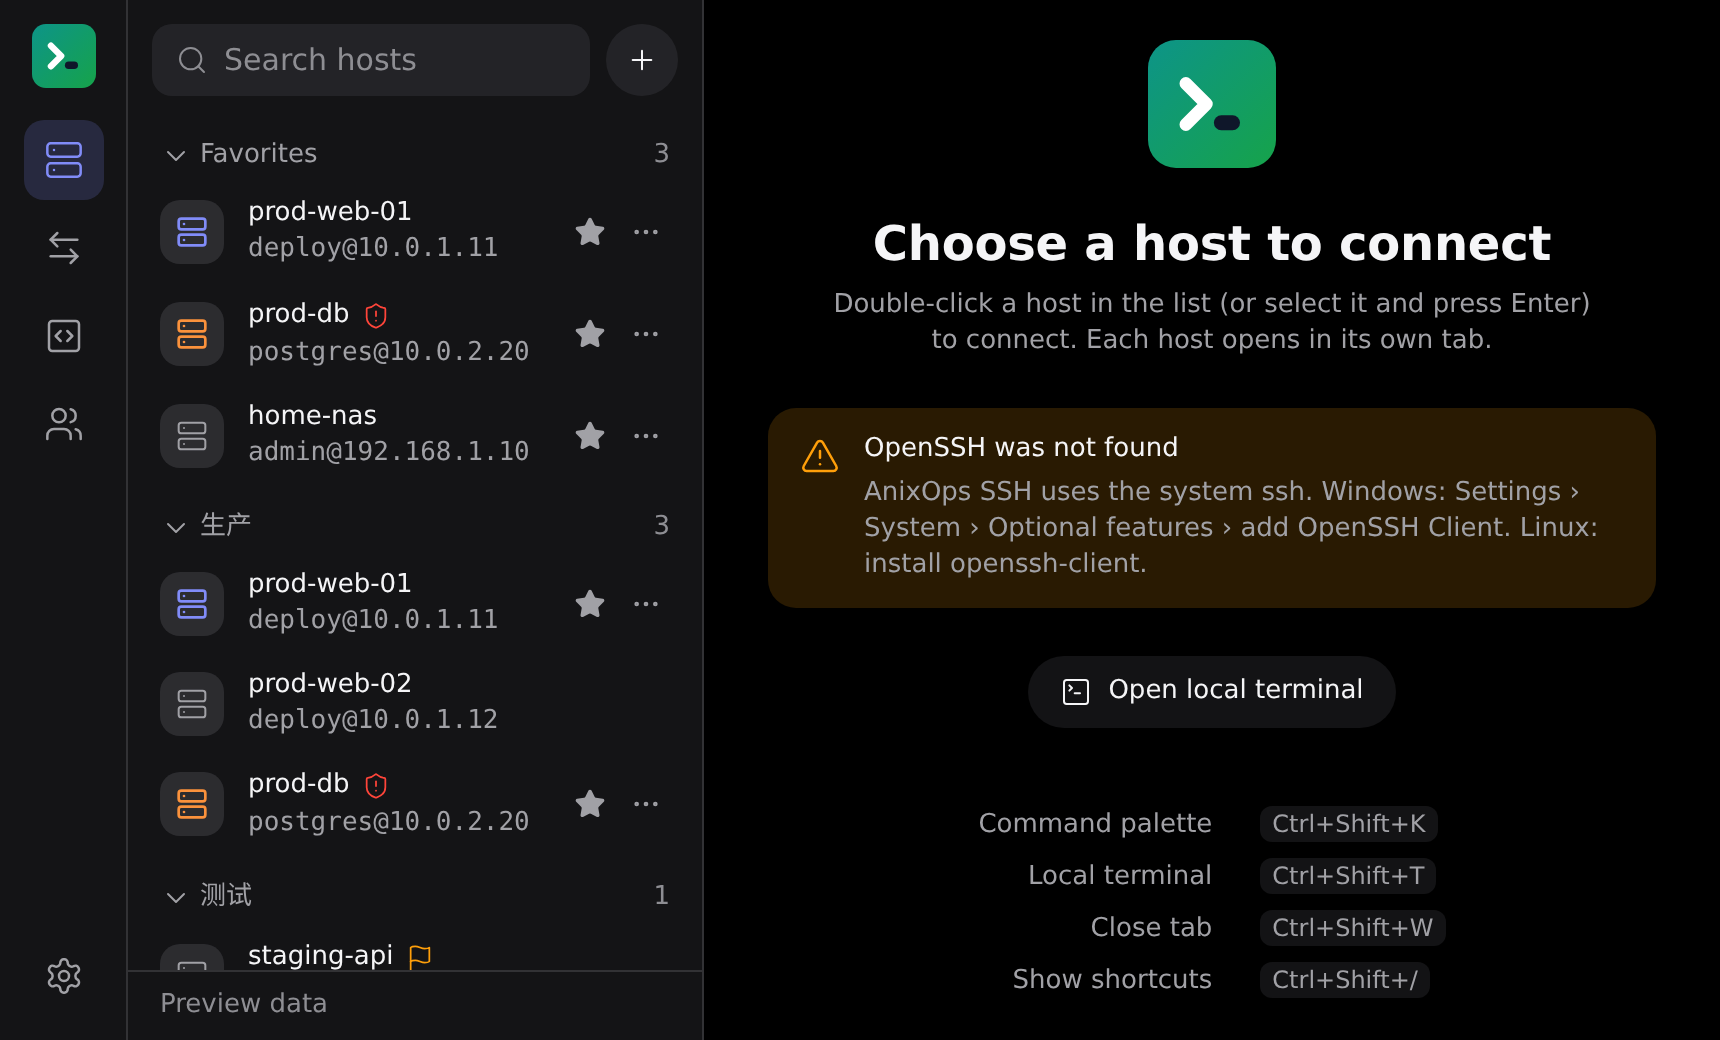 Search hosts
Favorites 3
prod-web-01
deploy@10.0.1.11
prod-db
postgres@10.0.2.20
home-nas
admin@192.168.1.10
生产 3
prod-web-01
deploy@10.0.1.11
prod-web-02
deploy@10.0.1.12
prod-db
postgres@10.0.2.20
测试 1
staging-api
Preview data
Choose a host to connect
Double-click a host in the list (or select it and press Enter)
to connect. Each host opens in its own tab.
OpenSSH was not found
AnixOps SSH uses the system ssh. Windows: Settings ›
System › Optional features › add OpenSSH Client. Linux:
install openssh-client.
Open local terminal
Command palette Ctrl+Shift+K
Local terminal Ctrl+Shift+T
Close tab Ctrl+Shift+W
Show shortcuts Ctrl+Shift+/